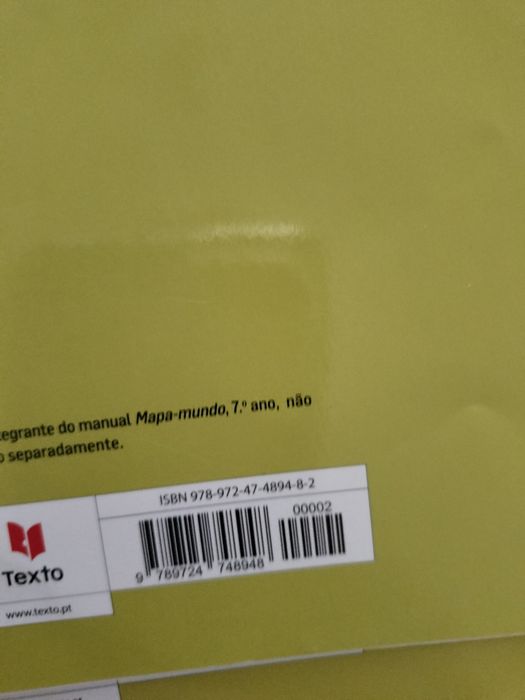 tegrante do manual Mapa-mundo, 7.º ano, não
o separadamente.
ISBN 978-972-47-4894-8-2
00002
9 789724 748948
Texto
www.texto.pt